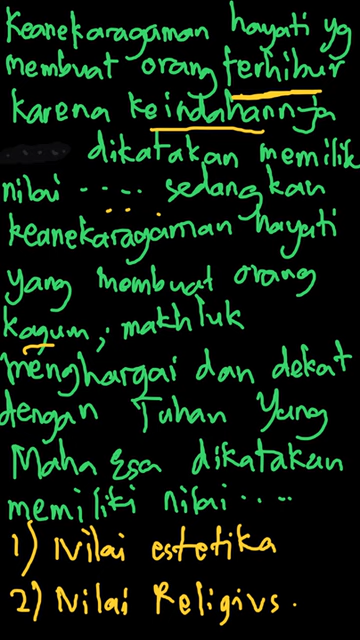 Keanekaragaman hayati yg
membuat orang terhibur
karena keindahannya
dikatakan memilik
nilai .... sedangkan
keanekaragaman hayati
yang membuat orang
kagum, makhluk
menghargai dan dekat
dengan Tuhan Yang
Maha Esa dikatakan
memiliki nilai ....
1) Nilai estetika
2) Nilai Religius.